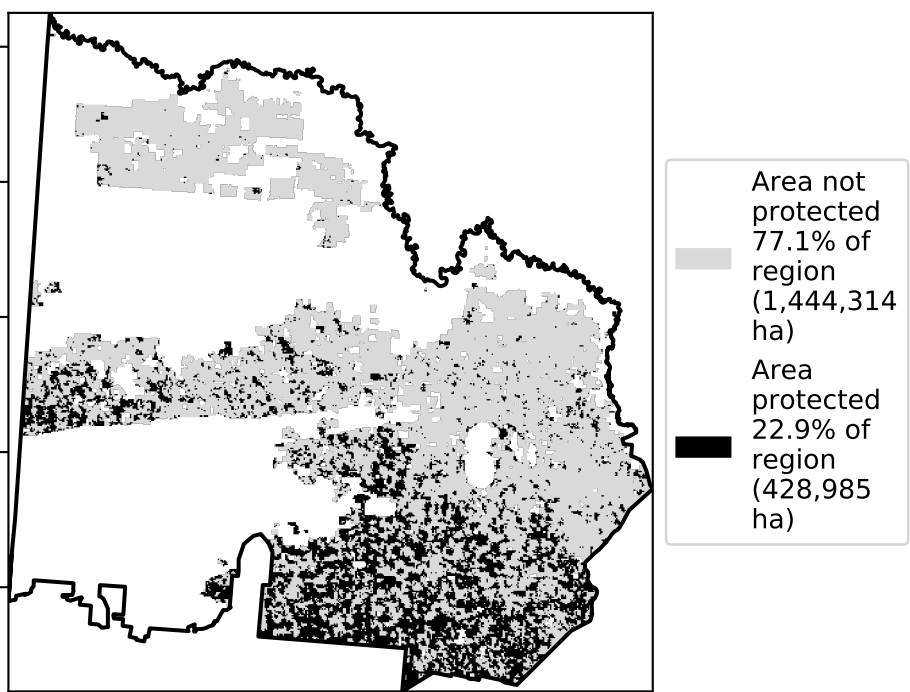 Area not
protected
77.1% of
region
(1,444,314
ha)
Area
protected
22.9% of
region
(428,985
ha)